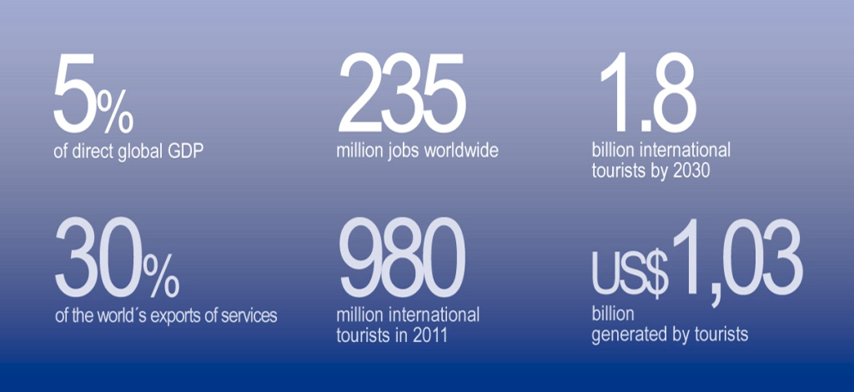 5%
of direct global GDP
235
million jobs worldwide
1.8
billion international
tourists by 2030
30%
of the world´s exports of services
980
million international
tourists in 2011
US$1,03
billion
generated by tourists